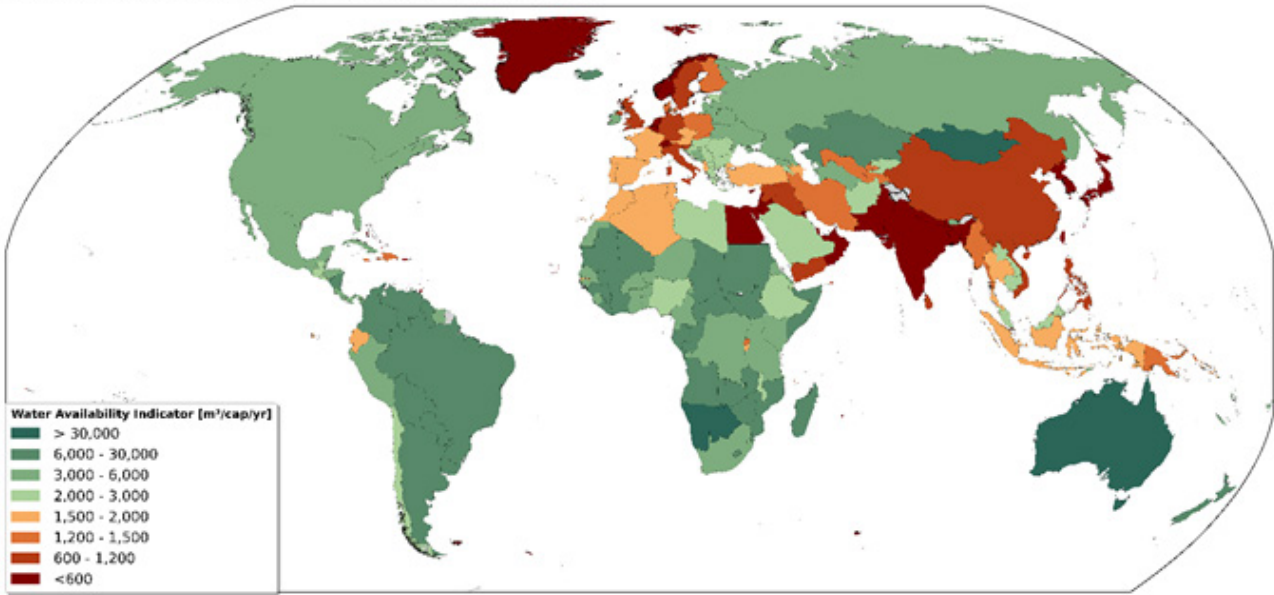 Water Availability Indicator [m³/cap/yr]
> 30,000
6,000 - 30,000
3,000 - 6,000
2,000 - 3,000
1,500 - 2,000
1,200 - 1,500
600 - 1,200
<600